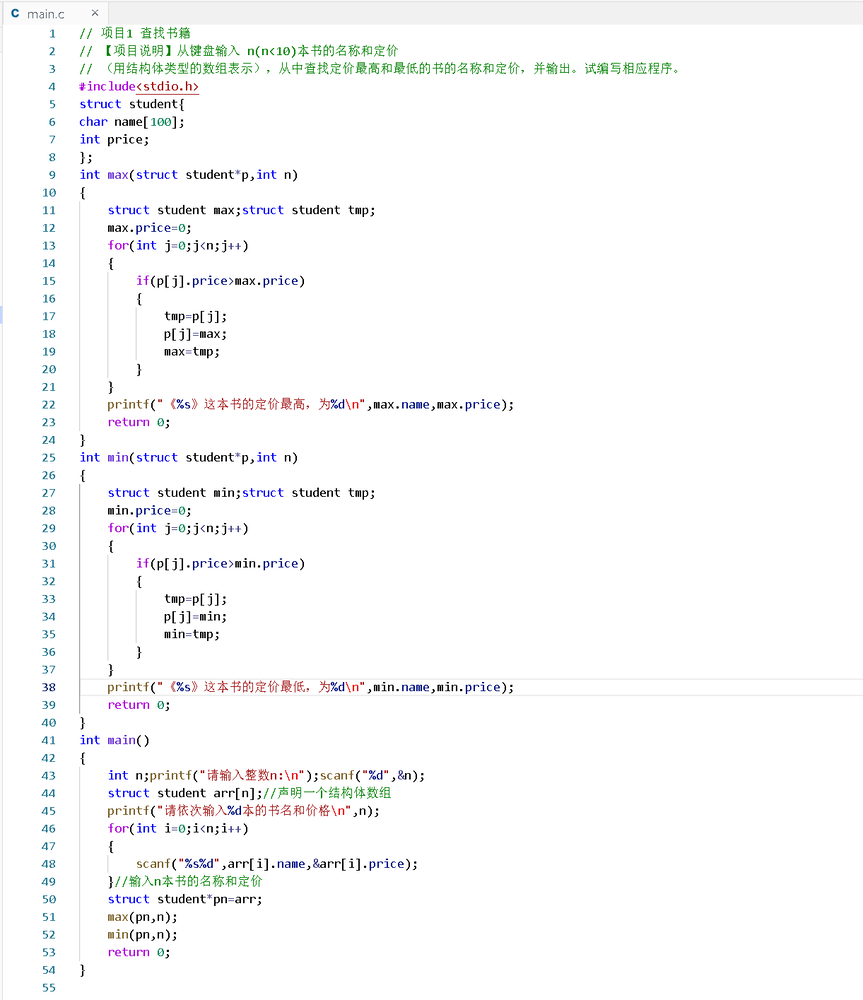 C main.c ×
1 // 项目1 查找书籍
2 // 【项目说明】从键盘输入 n(n<10)本书的名称和定价
3 // （用结构体类型的数组表示），从中查找定价最高和最低的书的名称和定价，并输出。试编写相应程序。
4 #include<stdio.h>
5 struct student{
6 char name[100];
7 int price;
8 };
9 int max(struct student*p,int n)
10 {
11     struct student max;struct student tmp;
12     max.price=0;
13     for(int j=0;j<n;j++)
14     {
15         if(p[j].price>max.price)
16         {
17             tmp=p[j];
18             p[j]=max;
19             max=tmp;
20         }
21     }
22     printf("《%s》这本书的定价最高，为%d\n",max.name,max.price);
23     return 0;
24 }
25 int min(struct student*p,int n)
26 {
27     struct student min;struct student tmp;
28     min.price=0;
29     for(int j=0;j<n;j++)
30     {
31         if(p[j].price>min.price)
32         {
33             tmp=p[j];
34             p[j]=min;
35             min=tmp;
36         }
37     }
38     printf("《%s》这本书的定价最低，为%d\n",min.name,min.price);
39     return 0;
40 }
41 int main()
42 {
43     int n;printf("请输入整数n:\n");scanf("%d",&n);
44     struct student arr[n];//声明一个结构体数组
45     printf("请依次输入%d本的书名和价格\n",n);
46     for(int i=0;i<n;i++)
47     {
48         scanf("%s%d",arr[i].name,&arr[i].price);
49     }//输入n本书的名称和定价
50     struct student*pn=arr;
51     max(pn,n);
52     min(pn,n);
53     return 0;
54 }
55